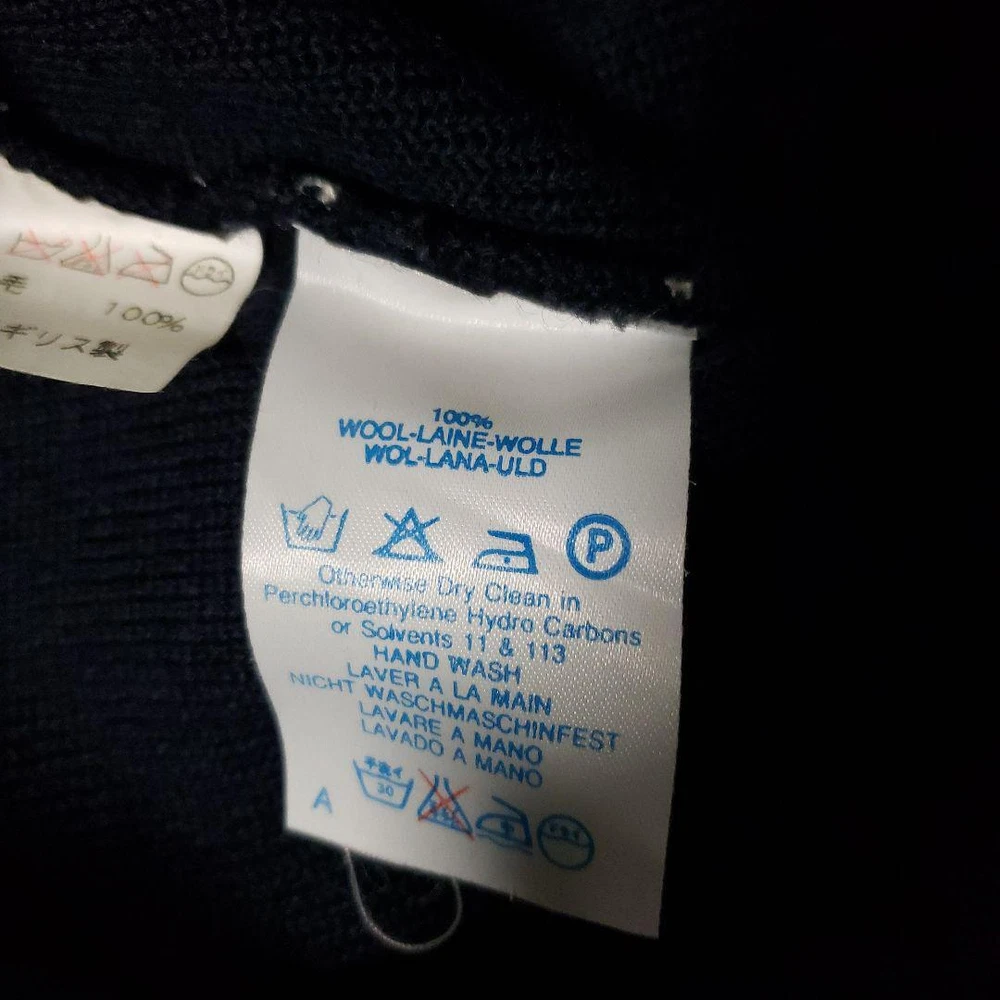 毛 100%
ギリス製
100%
WOOL-LAINE-WOLLE
WOL-LANA-ULD
P
Otherwise Dry Clean in
Perchloroethylene Hydro Carbons
or Solvents 11 & 113
HAND WASH
LAVER A LA MAIN
NICHT WASCHMASCHINFEST
LAVARE A MANO
LAVADO A MANO
手洗イ
30
A